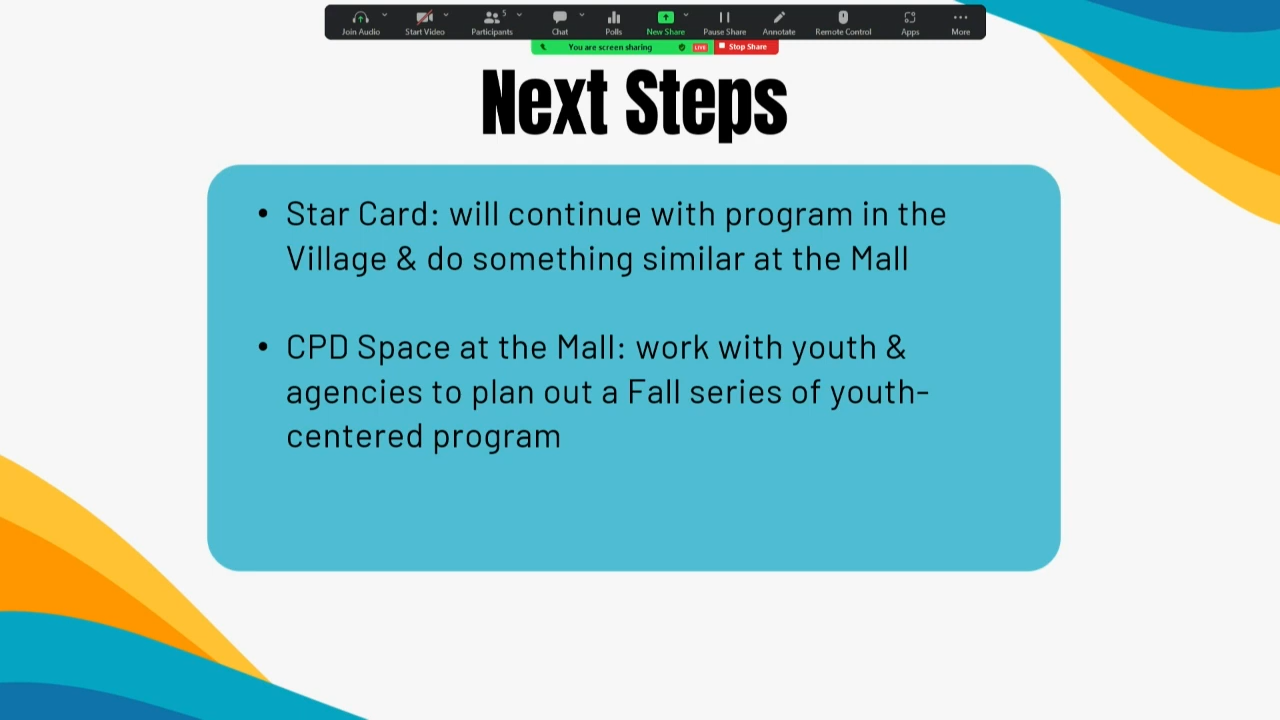 Join Audio Start Video Participants 5 Chat Polls New Share Pause Share Annotate Remote Control Apps More
You are screen sharing LIVE Stop Share
Next Steps
• Star Card: will continue with program in the
Village & do something similar at the Mall
• CPD Space at the Mall: work with youth &
agencies to plan out a Fall series of youth-
centered program